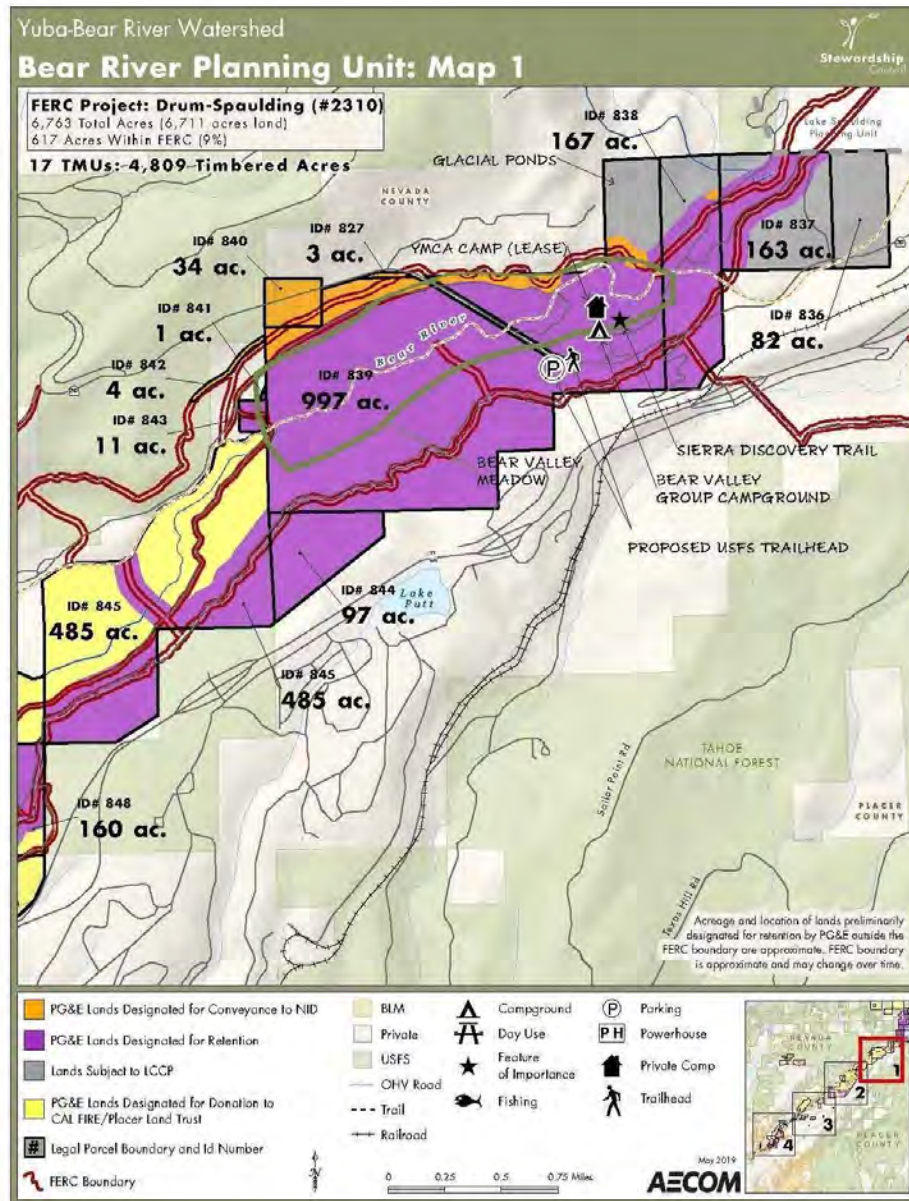 Yuba-Bear River Watershed
Bear River Planning Unit: Map 1
Stewardship
Council
FERC Project: Drum-Spaulding (#2310)
6,763 Total Acres (6,711 acres land)
617 Acres Within FERC (9%)
17 TMUs: 4,809 Timbered Acres
ID# 838
167 ac.
Lake Spaulding
Planning Unit
GLACIAL PONDS
NEVADA
COUNTY
ID# 827
3 ac.
YMCA CAMP (LEASE)
ID# 837
163 ac.
ID# 840
34 ac.
ID# 841
1 ac.
ID# 836
82 ac.
Bear River
P
ID# 842
4 ac.
ID# 839
997 ac.
ID# 843
11 ac.
SIERRA DISCOVERY TRAIL
BEAR VALLEY
MEADOW
BEAR VALLEY
GROUP CAMPGROUND
PROPOSED USFS TRAILHEAD
ID# 844
97 ac.
Lake
Putt
ID# 845
485 ac.
ID# 845
485 ac.
Sailor Point Rd
TAHOE
NATIONAL FOREST
ID# 848
160 ac.
PLACER
COUNTY
Texas Hill Rd
Acreage and location of lands preliminarily
designated for retention by PG&E outside the
FERC boundary are approximate. FERC boundary
is approximate and may change over time.
PG&E Lands Designated for Conveyance to NID
PG&E Lands Designated for Retention
Lands Subject to LCCP
PG&E Lands Designated for Donation to
CAL FIRE/Placer Land Trust
# Legal Parcel Boundary and Id Number
FERC Boundary
BLM
Private
USFS
OHV Road
Trail
Railroad
Campground
Day Use
Feature
of Importance
Fishing
P Parking
PH Powerhouse
Private Camp
Trailhead
N
0 0.25 0.5 0.75 Miles
May 2019
AECOM
NEVADA
COUNTY
1
2
3
4
PLACER
COUNTY